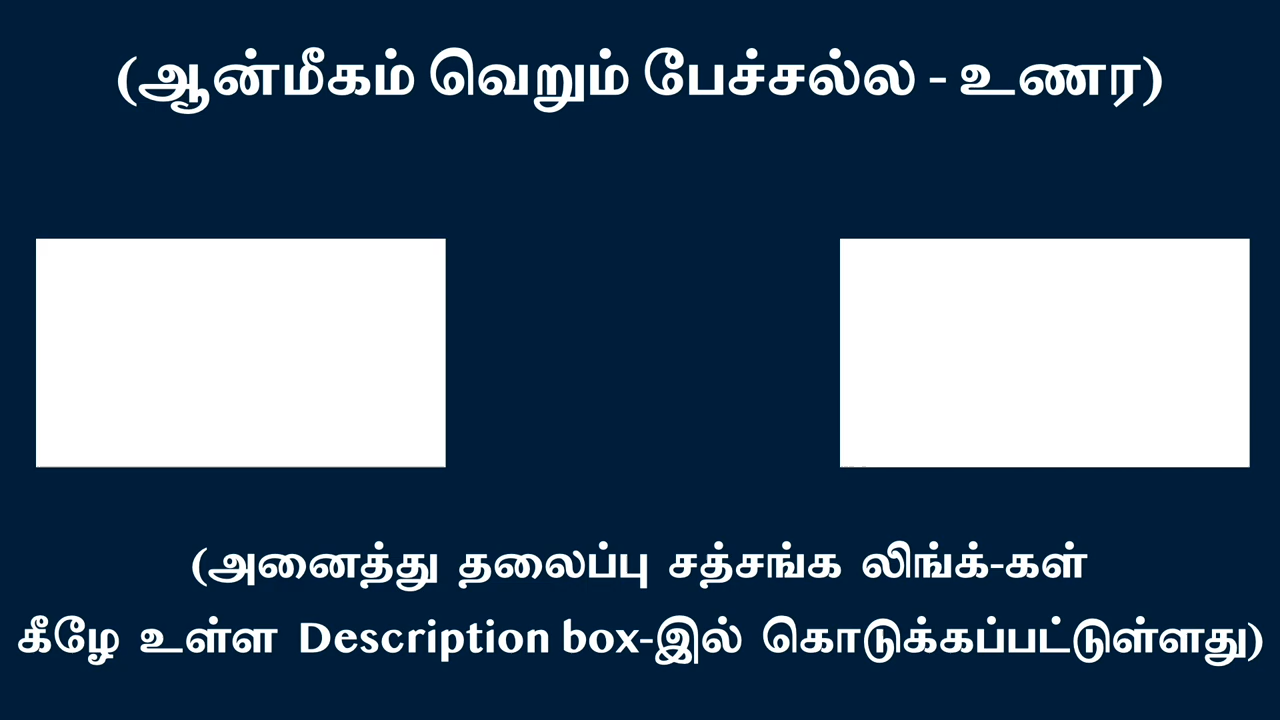 (ஆன்மீகம் வெறும் பேச்சல்ல - உணர)
(அனைத்து தலைப்பு சத்சங்க லிங்க்-கள்
கீழே உள்ள Description box-இல் கொடுக்கப்பட்டுள்ளது)